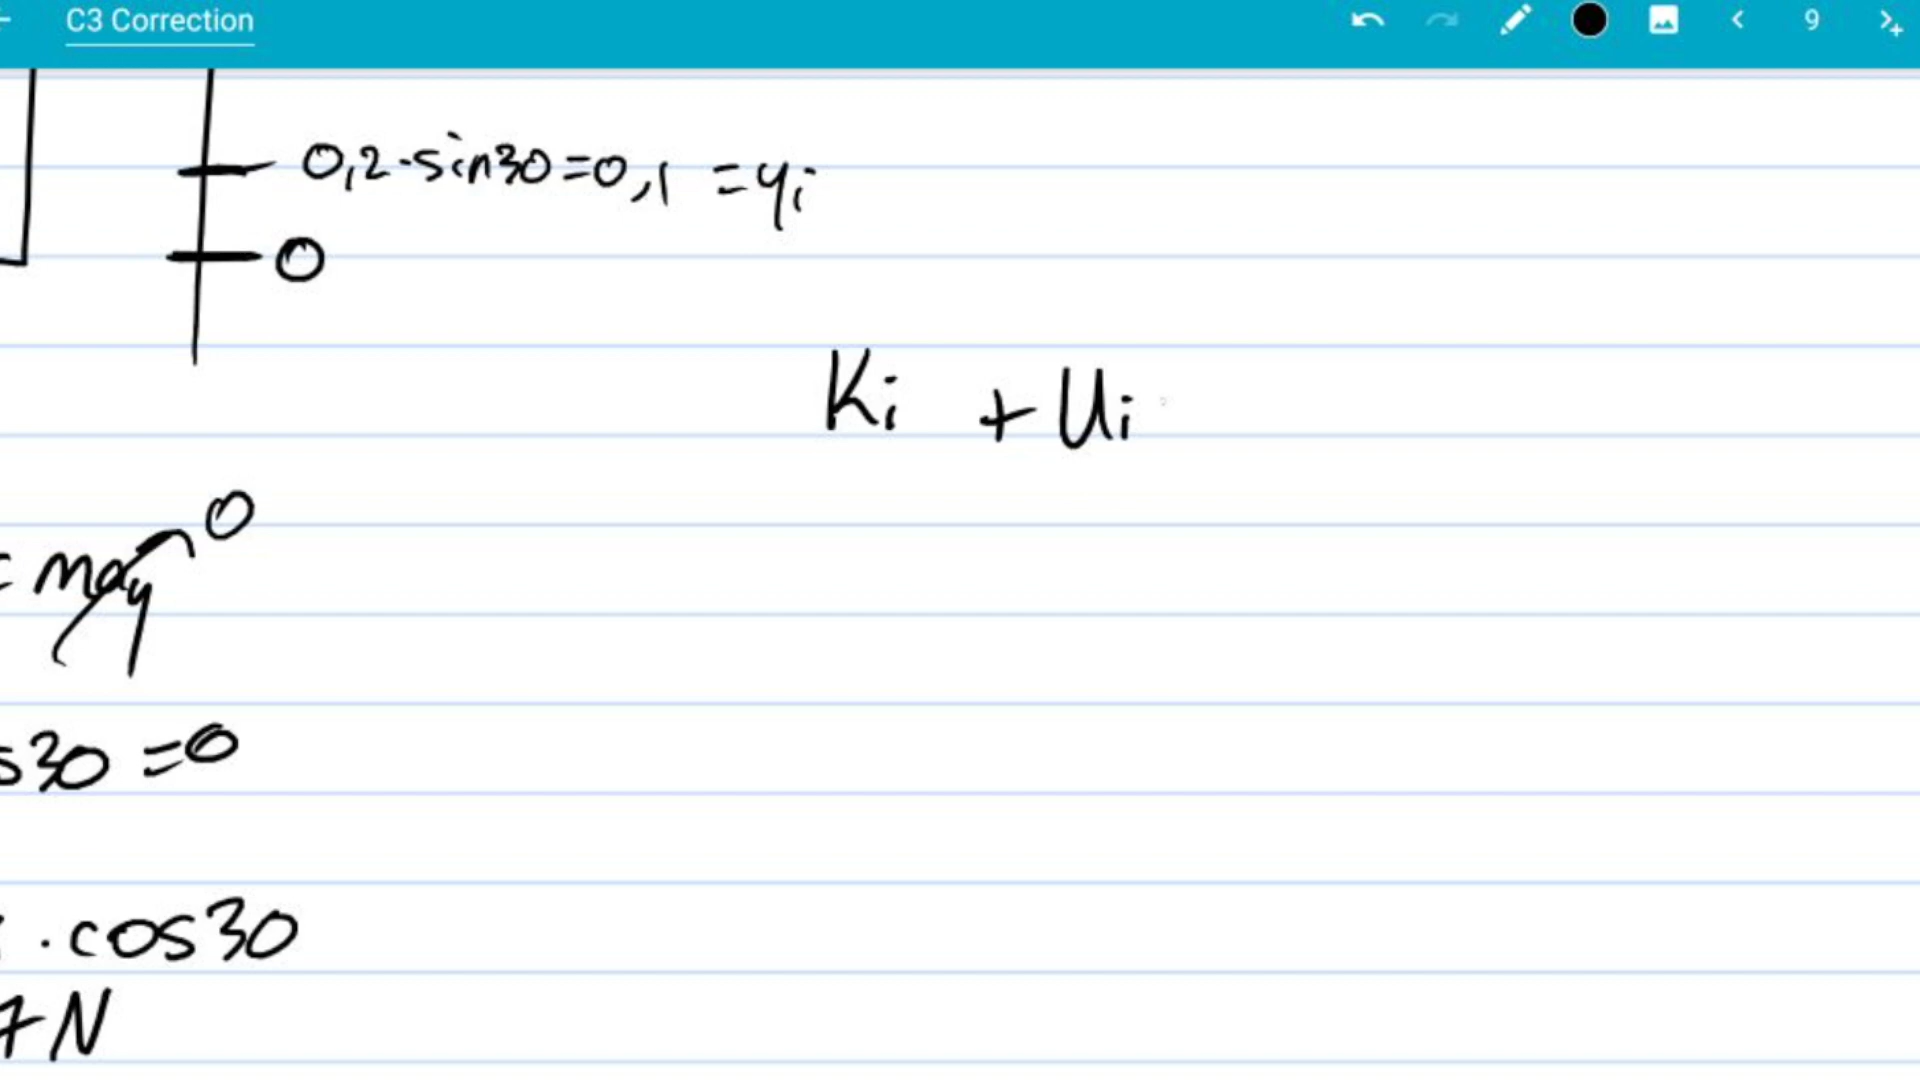 C3 Correction
9
0,2·sin30=0,1 = yi
0
Ki + Ui
= may 0
s30 =0
. cos30
7N